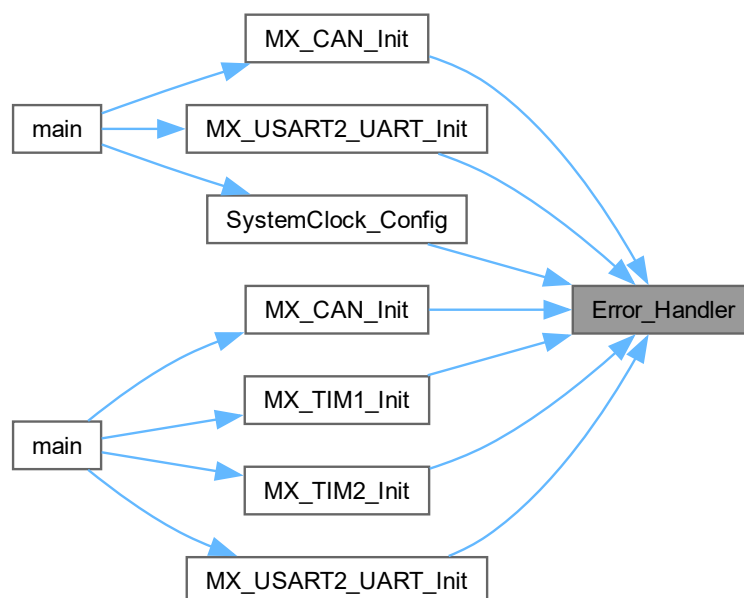 MX_CAN_Init
main
MX_USART2_UART_Init
SystemClock_Config
MX_CAN_Init
Error_Handler
MX_TIM1_Init
main
MX_TIM2_Init
MX_USART2_UART_Init